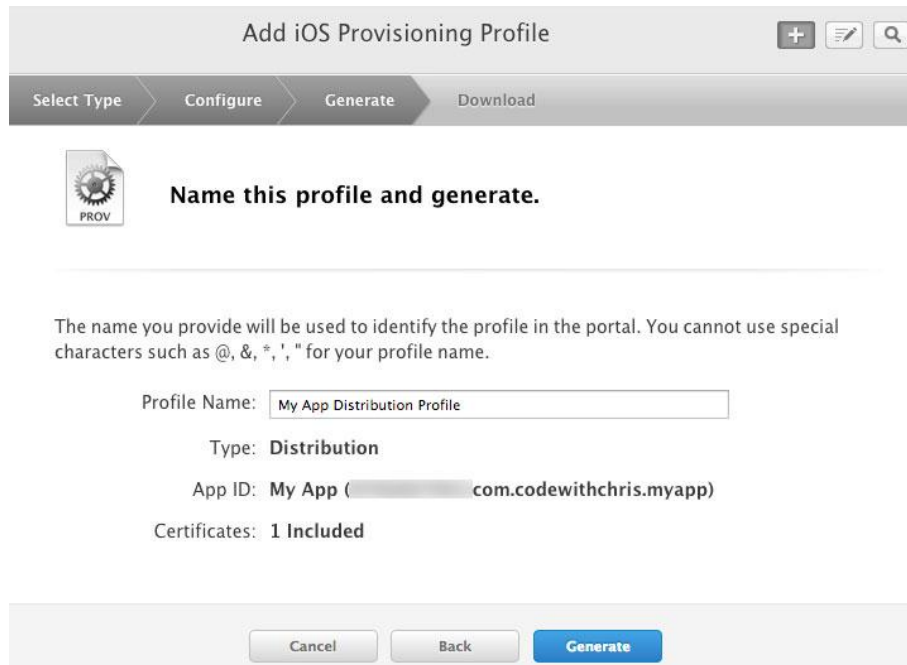 Add iOS Provisioning Profile
Select Type Configure Generate Download
PROV
Name this profile and generate.
The name you provide will be used to identify the profile in the portal. You cannot use special
characters such as @, &, *, ', " for your profile name.
Profile Name: My App Distribution Profile
Type: Distribution
App ID: My App ( com.codewithchris.myapp)
Certificates: 1 Included
Cancel Back Generate